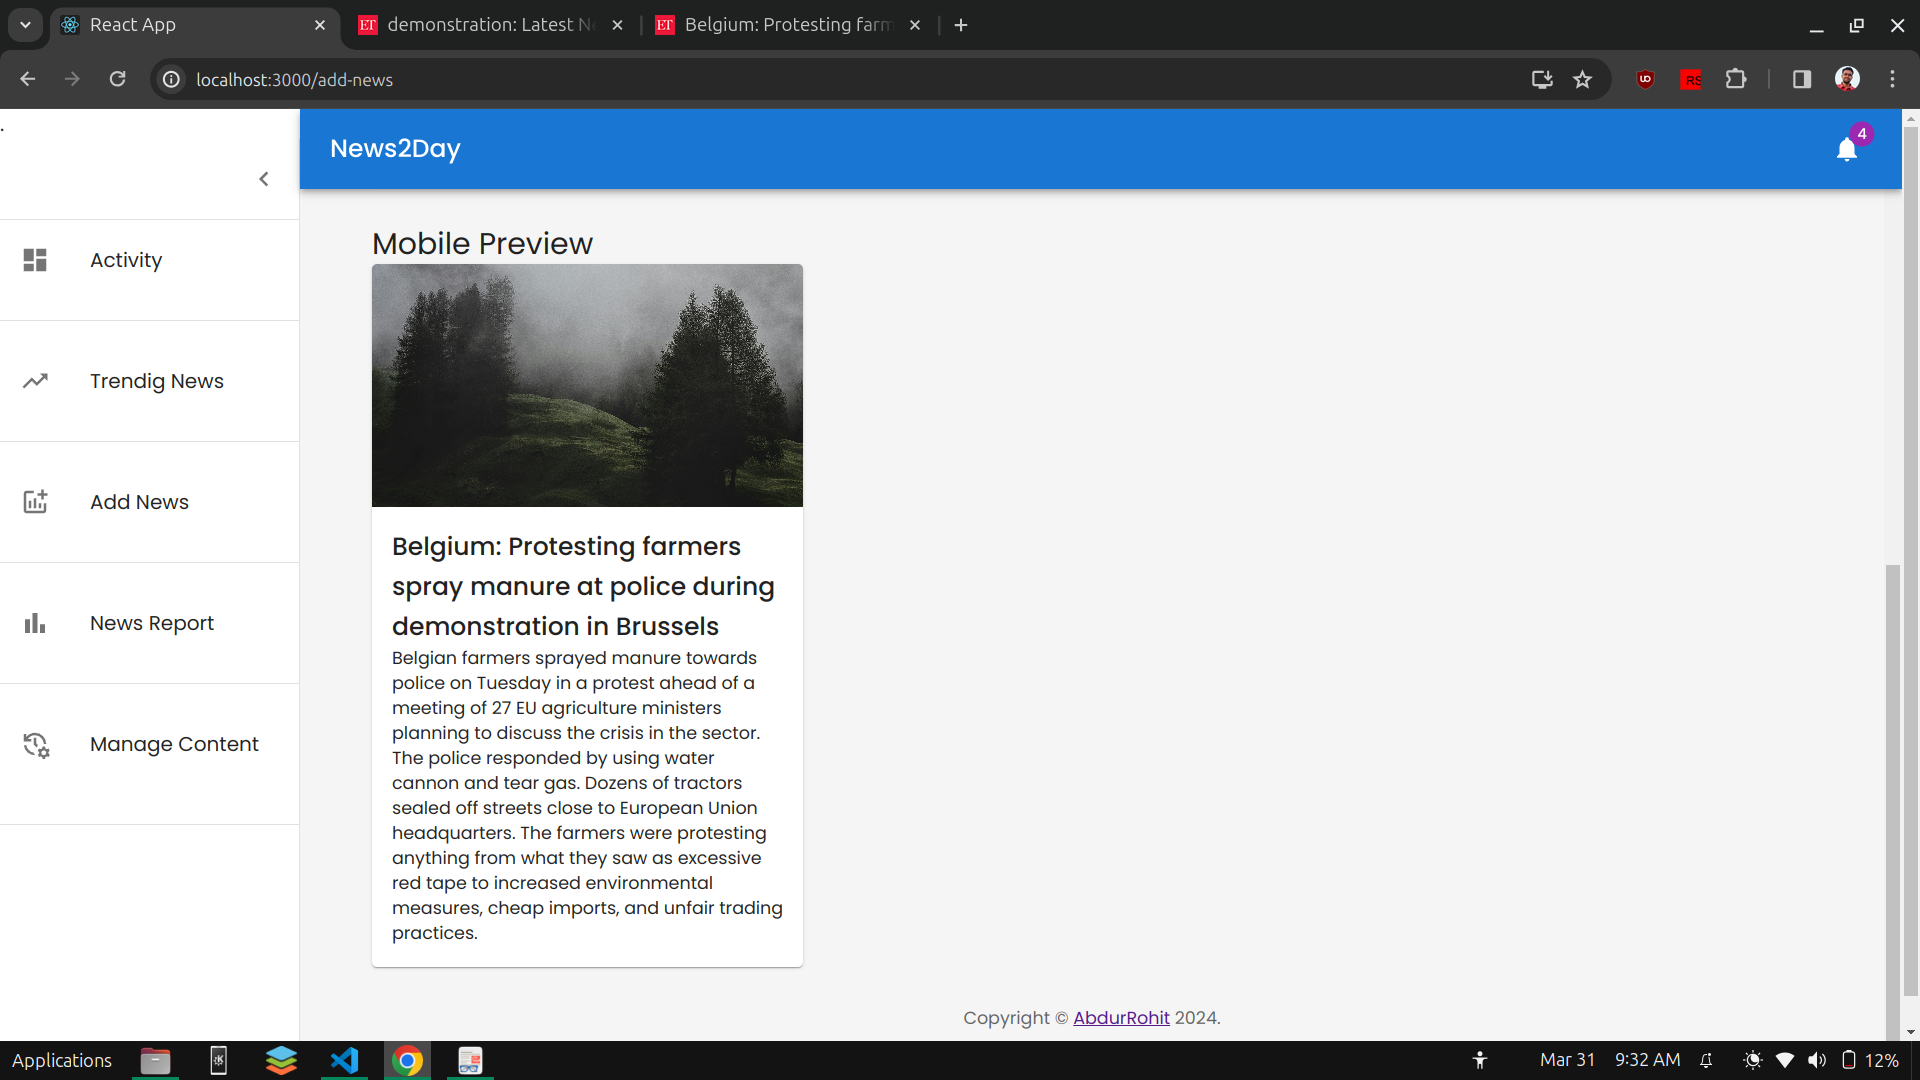 React App
demonstration: Latest Ne
Belgium: Protesting farm
localhost:3000/add-news
.
News2Day
4
Activity
Trendig News
Add News
News Report
Manage Content
Mobile Preview
Belgium: Protesting farmers
spray manure at police during
demonstration in Brussels
Belgian farmers sprayed manure towards
police on Tuesday in a protest ahead of a
meeting of 27 EU agriculture ministers
planning to discuss the crisis in the sector.
The police responded by using water
cannon and tear gas. Dozens of tractors
sealed off streets close to European Union
headquarters. The farmers were protesting
anything from what they saw as excessive
red tape to increased environmental
measures, cheap imports, and unfair trading
practices.
Copyright © AbdurRohit 2024.
Applications
Mar 31 9:32 AM 12%